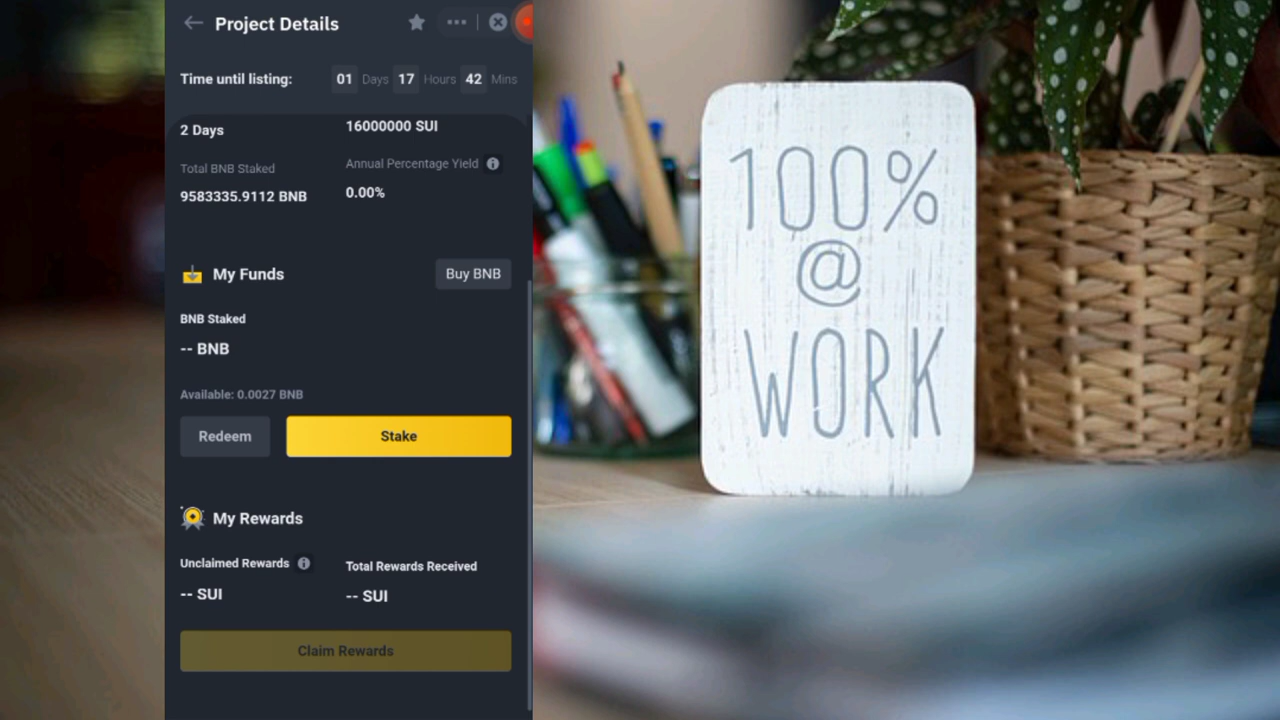 Project Details
Time until listing: 01 Days 17 Hours 42 Mins
2 Days
16000000 SUI
Total BNB Staked
Annual Percentage Yield
9583335.9112 BNB
0.00%
My Funds
Buy BNB
BNB Staked
-- BNB
Available: 0.0027 BNB
Redeem
Stake
My Rewards
Unclaimed Rewards
Total Rewards Received
-- SUI
-- SUI
Claim Rewards
100%
@
WORK